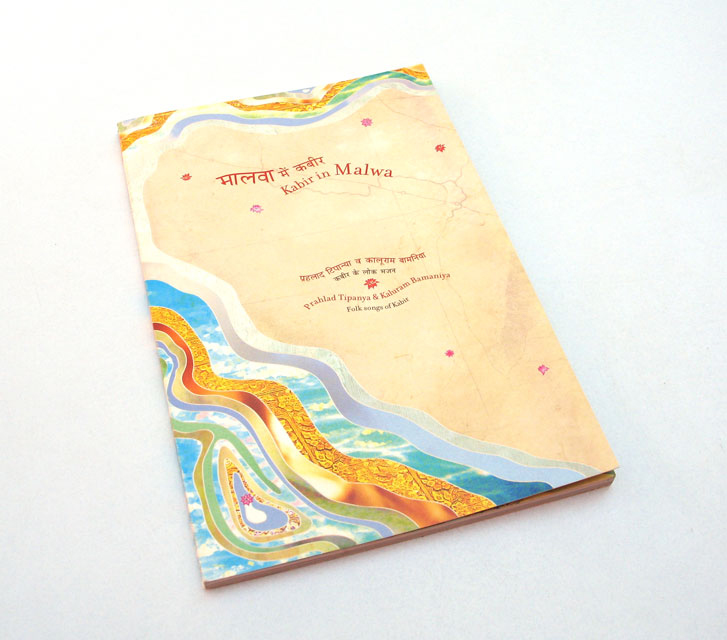 मालवा में कबीर
Kabir in Malwa
प्रहलाद टिपान्या व कालूराम बामनिया
कबीर के लोक भजन
Prahlad Tipanya & Kaluram Bamaniya
Folk songs of Kabir